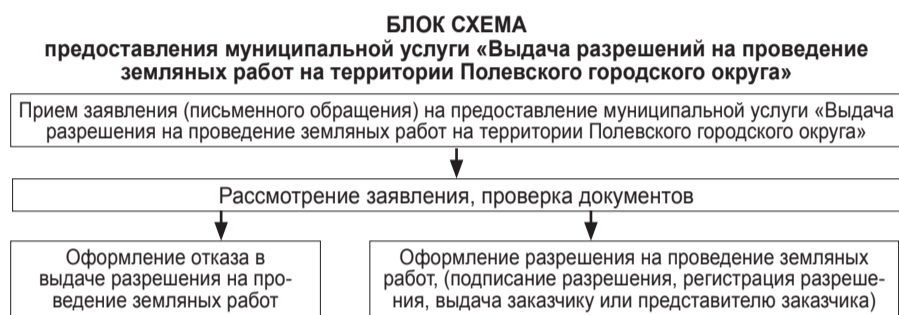 БЛОК СХЕМА
предоставления муниципальной услуги «Выдача разрешений на проведение
земляных работ на территории Полевского городского округа»
Прием заявления (письменного обращения) на предоставление муниципальной услуги «Выдача
разрешения на проведение земляных работ на территории Полевского городского округа»
Рассмотрение заявления, проверка документов
Оформление отказа в
выдаче разрешения на про-
ведение земляных работ
Оформление разрешения на проведение земляных
работ, (подписание разрешения, регистрация разреше-
ния, выдача заказчику или представителю заказчика)